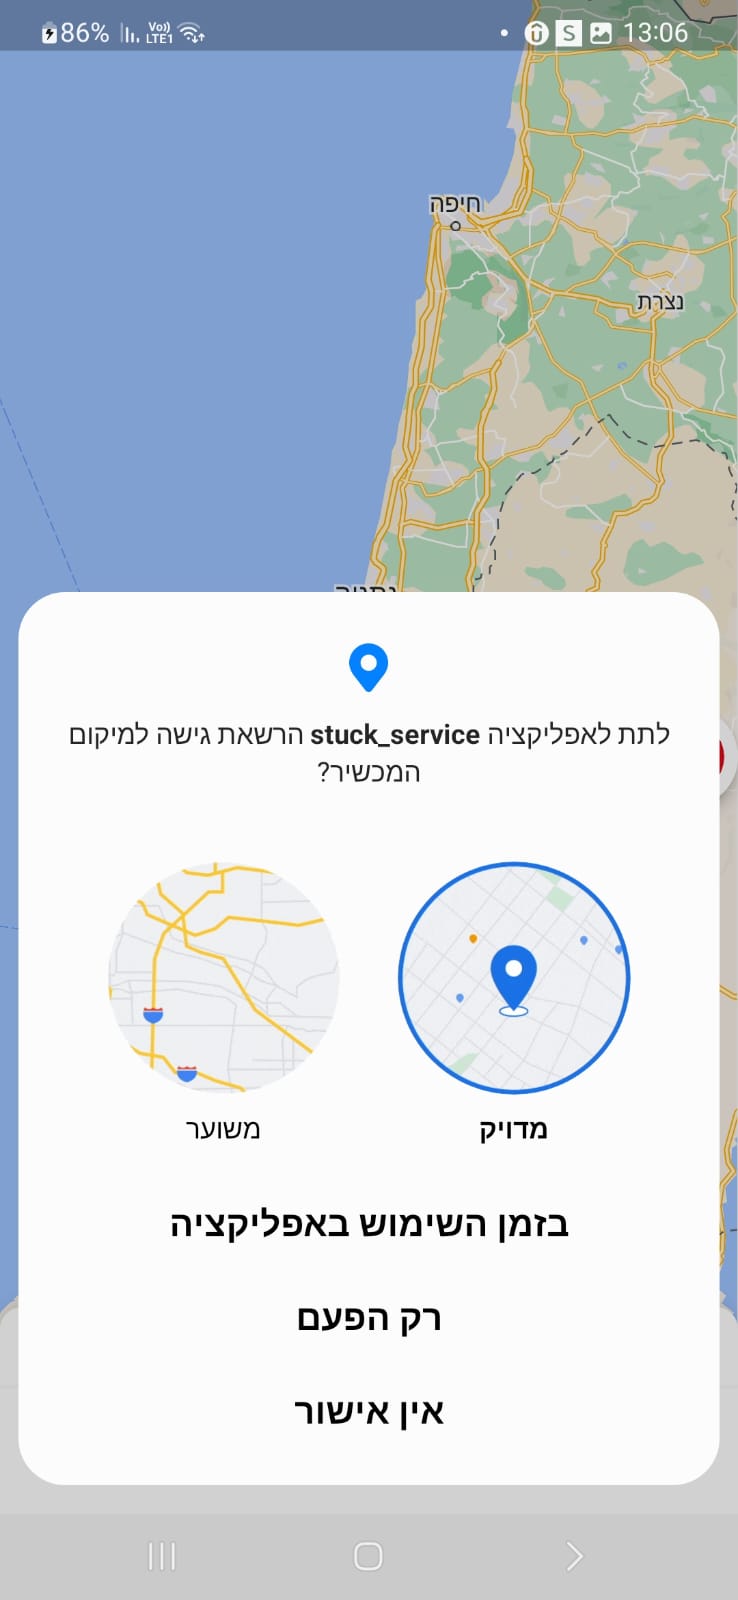 86%
Vo))
LTE1
S
13:06
חיפה
נצרת
לתת לאפליקציה stuck_service הרשאת גישה למיקום
המכשיר?
מדויק
משוער
בזמן השימוש באפליקציה
רק הפעם
אין אישור